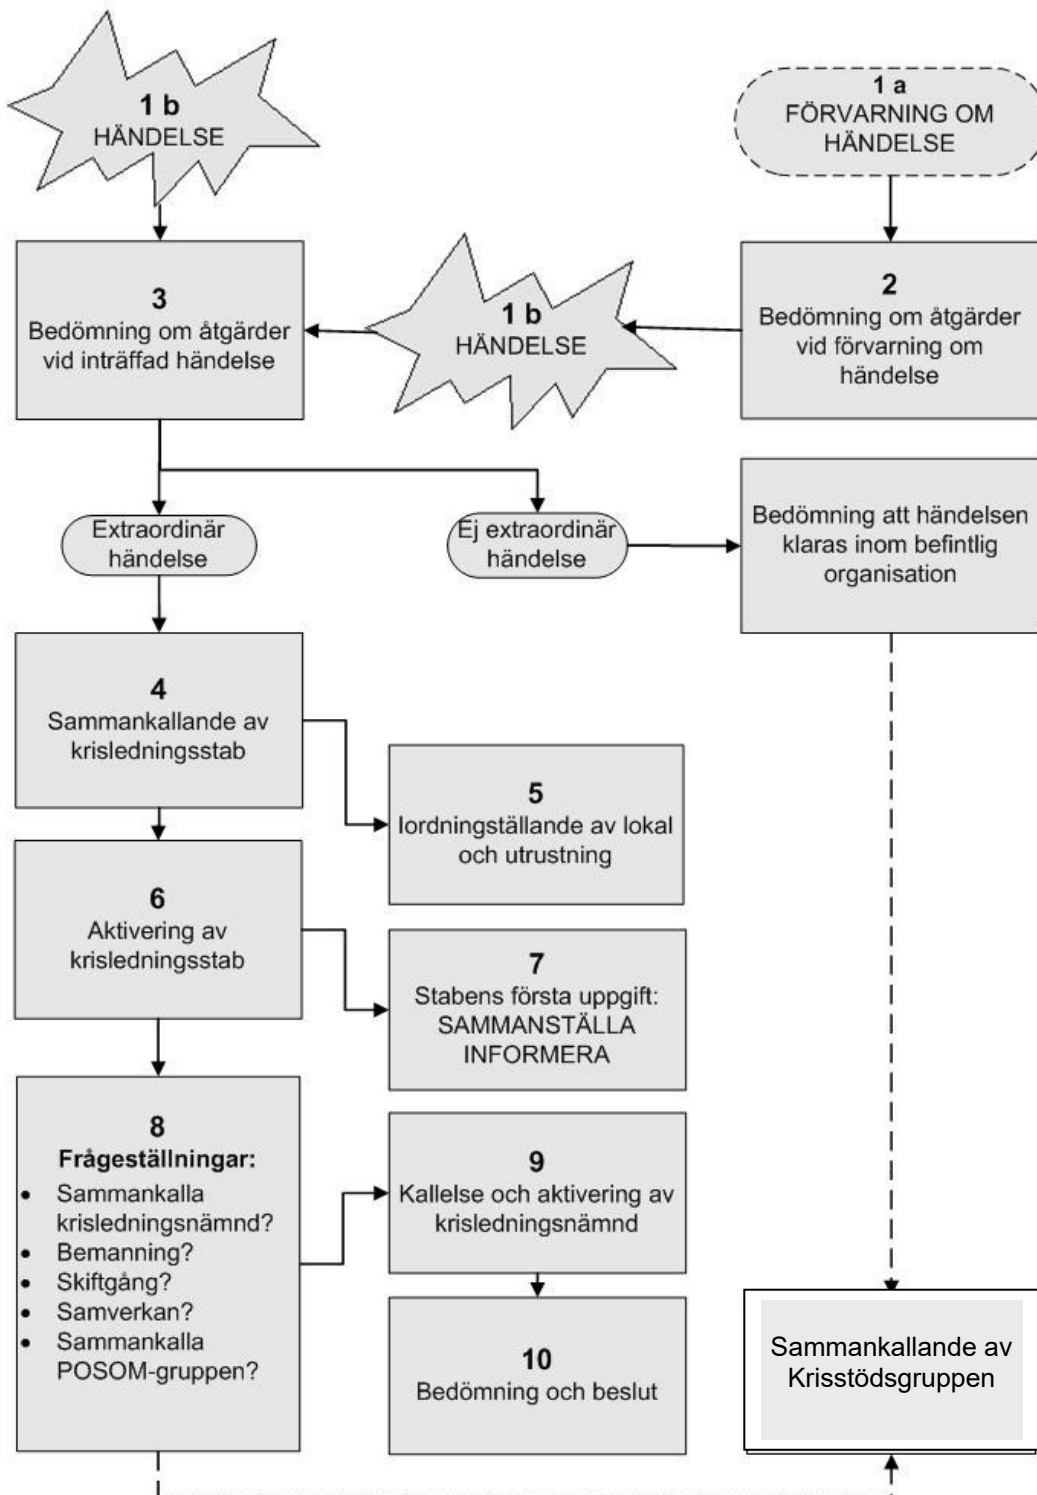 1 b
HÄNDELSE
1 a
FÖRVARNING OM
HÄNDELSE
3
Bedömning om åtgärder
vid inträffad händelse
1 b
HÄNDELSE
2
Bedömning om åtgärder
vid förvarning om
händelse
Extraordinär
händelse
Ej extraordinär
händelse
Bedömning att händelsen
klaras inom befintlig
organisation
4
Sammankallande av
krisledningsstab
5
Iordningställande av lokal
och utrustning
6
Aktivering av
krisledningsstab
7
Stabens första uppgift:
SAMMANSTÄLLA
INFORMERA
8
Frågeställningar:
• Sammankalla
krisledningsnämnd?
• Bemanning?
• Skiftgång?
• Samverkan?
• Sammankalla
POSOM-gruppen?
9
Kallelse och aktivering av
krisledningsnämnd
10
Bedömning och beslut
Sammankallande av
Krisstödsgruppen